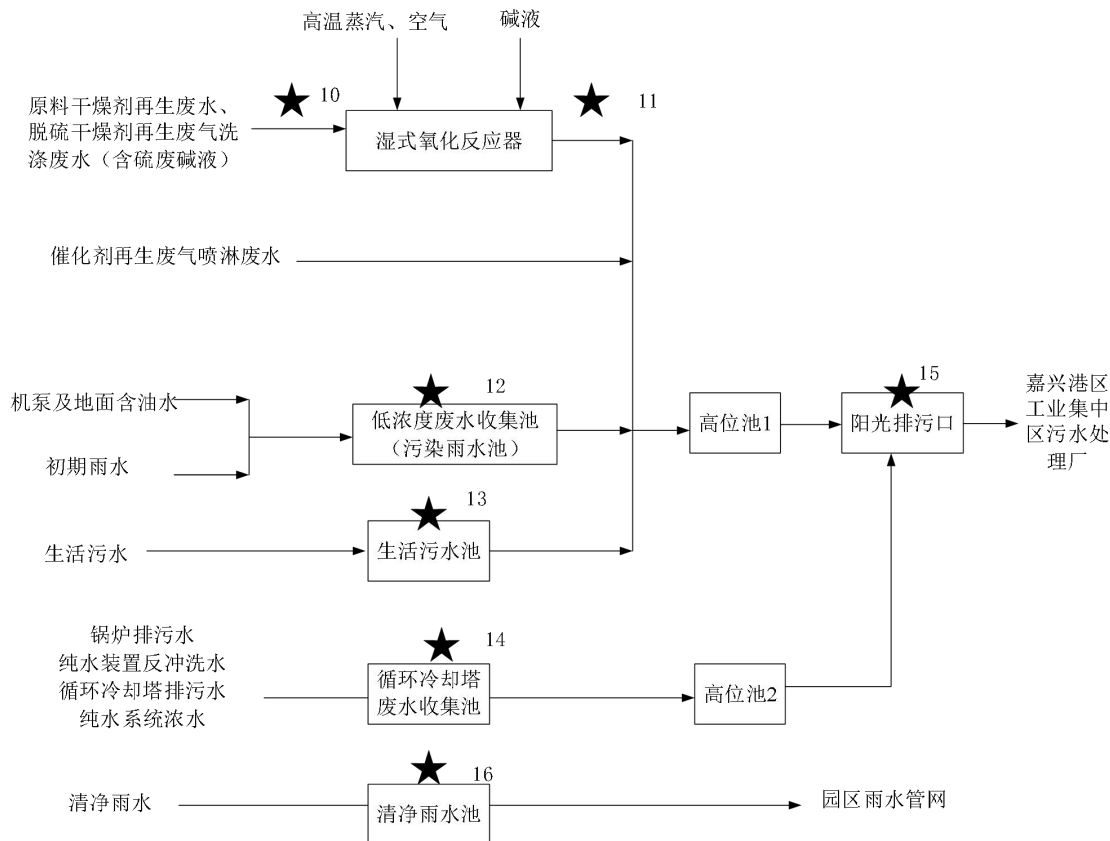 高温蒸汽、空气
碱液
10
11
原料干燥剂再生废水、
脱硫干燥剂再生废气洗
涤废水（含硫废碱液）
湿式氧化反应器
催化剂再生废气喷淋废水
12
15
机泵及地面含油水
低浓度废水收集池
（污染雨水池）
高位池1
阳光排污口
嘉兴港区
工业集中
区污水处
理厂
初期雨水
13
生活污水
生活污水池
锅炉排污水
纯水装置反冲洗水
循环冷却塔排污水
纯水系统浓水
14
循环冷却塔
废水收集池
高位池2
16
清净雨水
清净雨水池
园区雨水管网